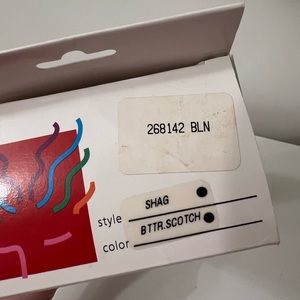 268142 BLN
style SHAG
color BTTR.SCOTCH